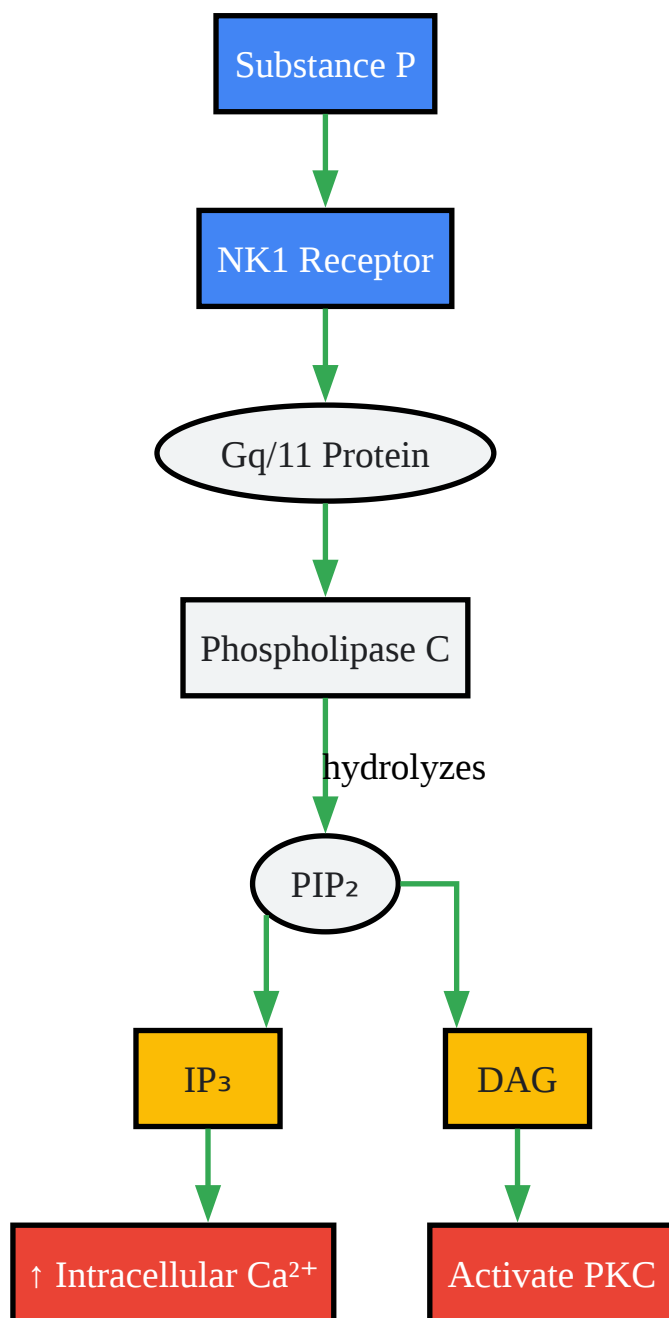 Substance P
NK1 Receptor
Gq/11 Protein
Phospholipase C
hydrolyzes
PIP₂
IP₃
DAG
↑ Intracellular Ca²⁺
Activate PKC